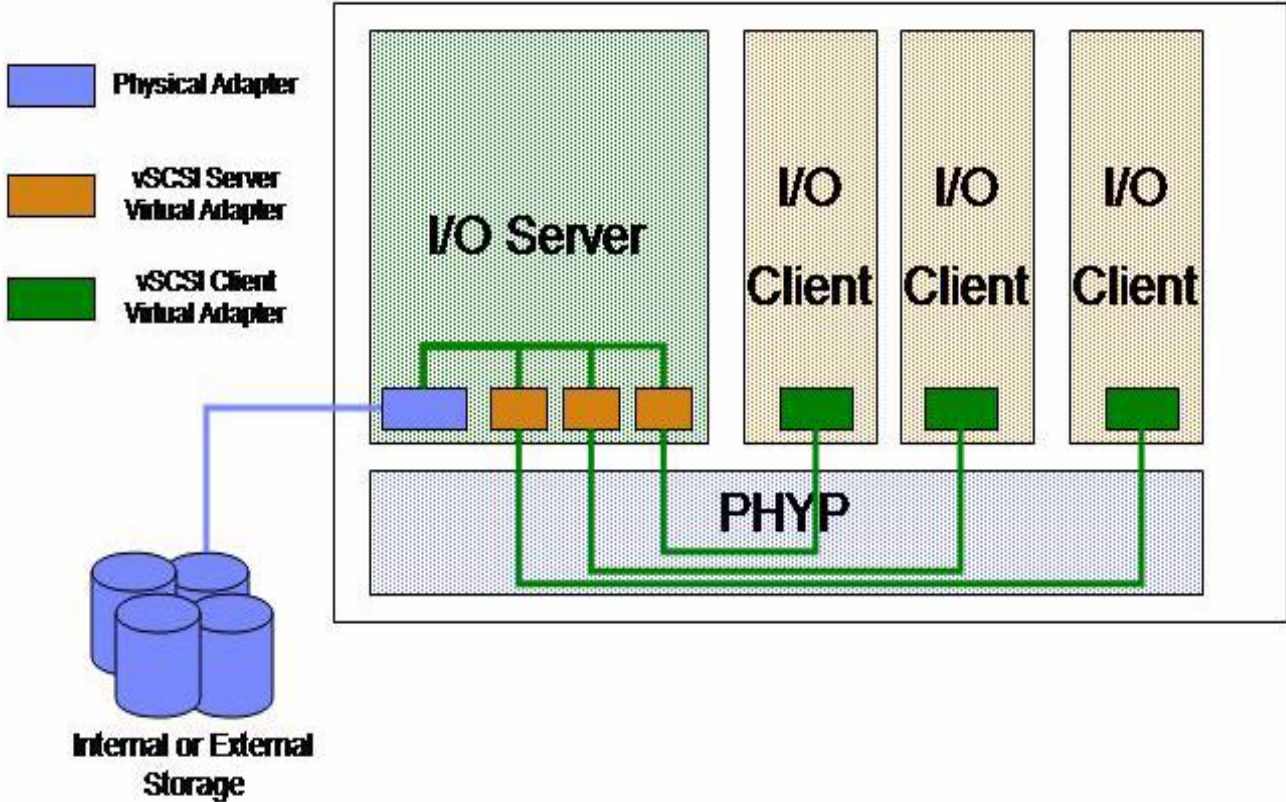 Physical Adapter
vSCSI Server
Virtual Adapter
vSCSI Client
Virtual Adapter
I/O Server
I/O
Client
I/O
Client
I/O
Client
PHYP
Internal or External
Storage